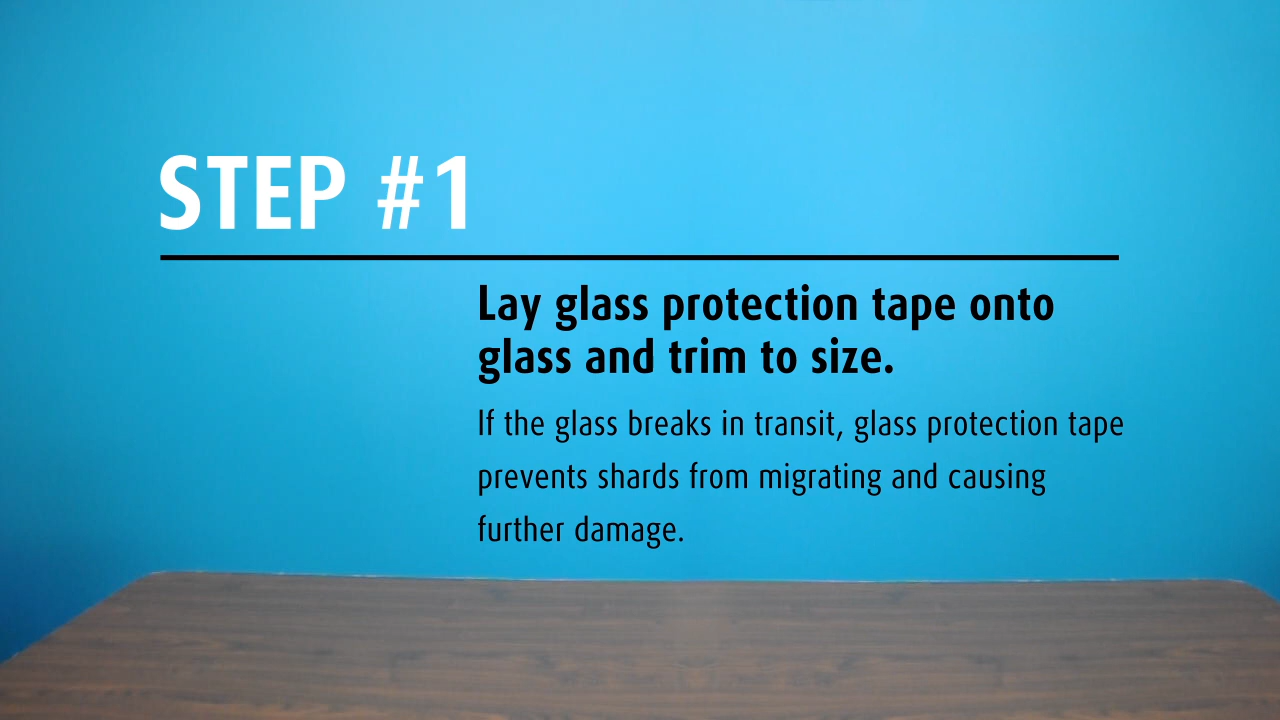 STEP #1
Lay glass protection tape onto
glass and trim to size.
If the glass breaks in transit, glass protection tape
prevents shards from migrating and causing
further damage.